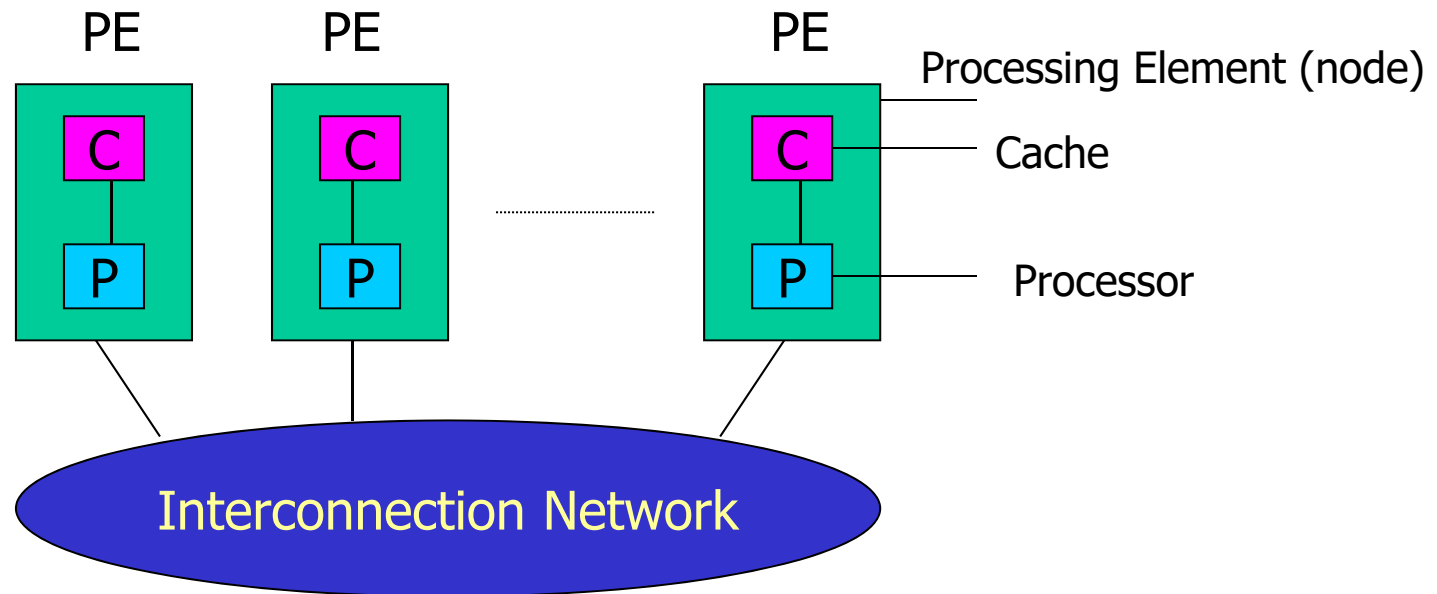 PE
PE
PE
Processing Element (node)
C
C
C
Cache
P
P
P
Processor
Interconnection Network